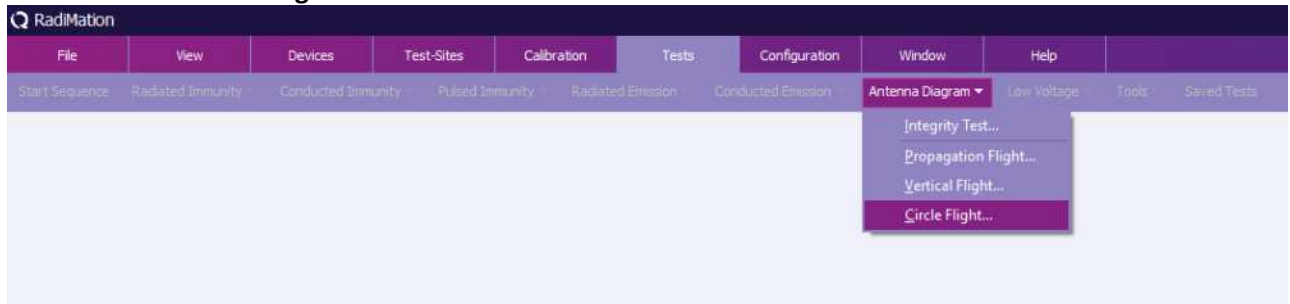 RadiMation
File View Devices Test-Sites Calibration Tests Configuration Window Help
Start Sequence Radiated Immunity Conducted Immunity Pulsed Immunity Radiated Emission Conducted Emission Antenna Diagram Low Voltage Tools Saved Tests
Integrity Test...
Propagation Flight...
Vertical Flight...
Circle Flight...